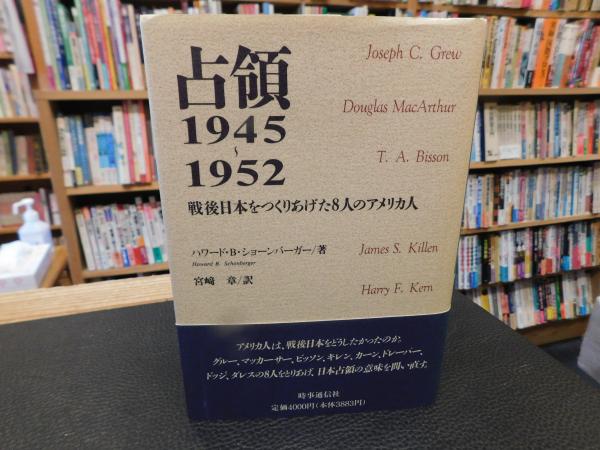 占領
1945
〜
1952
戦後日本をつくりあげた8人のアメリカ人
ハワード・B・ショーンバーガー/著
Howard B. Schonberger
宮﨑 章/訳
Joseph C. Grew
Douglas MacArthur
T. A. Bisson
James S. Killen
Harry F. Kern
アメリカ人は、戦後日本をどうしたかったのか。
グルー、マッカーサー、ビッソン、キレン、カーン、ドレーパー、
ドッジ、ダレスの8人をとりあげ、日本占領の意味を問い直す。
時事通信社
定価4000円(本体3883円)